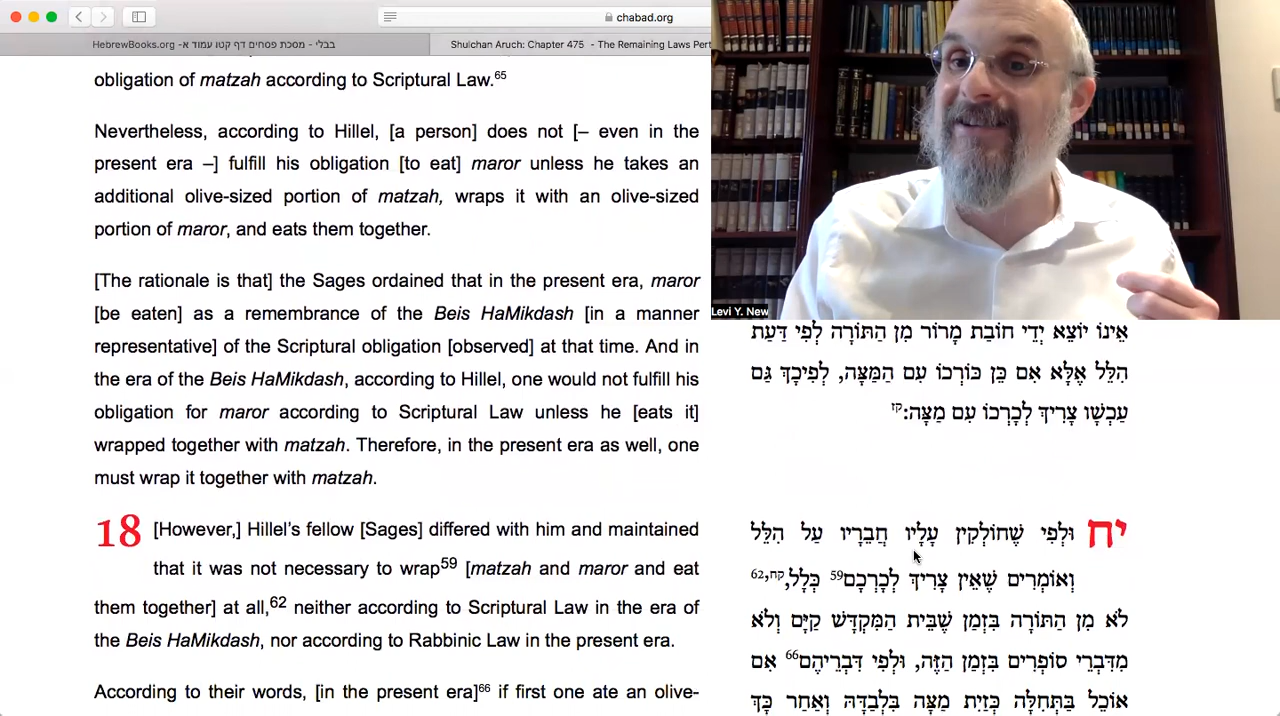 chabad.org
HebrewBooks.org -בבלי - מסכת פסחים דף קטו עמוד א
Shulchan Aruch: Chapter 475 - The Remaining Laws Pert
obligation of matzah according to Scriptural Law.65
Nevertheless, according to Hillel, [a person] does not [– even in the
present era –] fulfill his obligation [to eat] maror unless he takes an
additional olive-sized portion of matzah, wraps it with an olive-sized
portion of maror, and eats them together.
[The rationale is that] the Sages ordained that in the present era, maror
[be eaten] as a remembrance of the Beis HaMikdash [in a manner
representative] of the Scriptural obligation [observed] at that time. And in
the era of the Beis HaMikdash, according to Hillel, one would not fulfill his
obligation for maror according to Scriptural Law unless he [eats it]
wrapped together with matzah. Therefore, in the present era as well, one
must wrap it together with matzah.
18 [However,] Hillel's fellow [Sages] differed with him and maintained
that it was not necessary to wrap59 [matzah and maror and eat
them together] at all,62 neither according to Scriptural Law in the era of
the Beis HaMikdash, nor according to Rabbinic Law in the present era.
According to their words, [in the present era]66 if first one ate an olive-
Levi Y. New
אֵינוֹ יוֹצֵא יְדֵי חוֹבַת מָרוֹר מִן הַתּוֹרָה לְפִי דַּעַת
הִלֵּל אֶלָּא אִם כֵּן כּוֹרְכוֹ עִם הַמַּצָּה, לְפִיכָךְ גַּם
עַכְשָׁו צָרִיךְ לְכָרְכוֹ עִם מַצָּה:קז
יח וּלְפִי שֶׁחוֹלְקִין עָלָיו חֲבֵרָיו עַל הִלֵּל
וְאוֹמְרִים שֶׁאֵין צָרִיךְ לְכָרְכָם59 כְּלָל,קח,62
לֹא מִן הַתּוֹרָה בִּזְמַן שֶׁבֵּית הַמִּקְדָּשׁ קַיָּם וְלֹא
מִדִּבְרֵי סוֹפְרִים בִּזְמַן הַזֶּה, וּלְפִי דִּבְרֵיהֶם66 אִם
אוֹכֵל בַּתְּחִלָּה כְּזַיִת מַצָּה בִּלְבַדָּהּ וְאַחַר כָּךְ